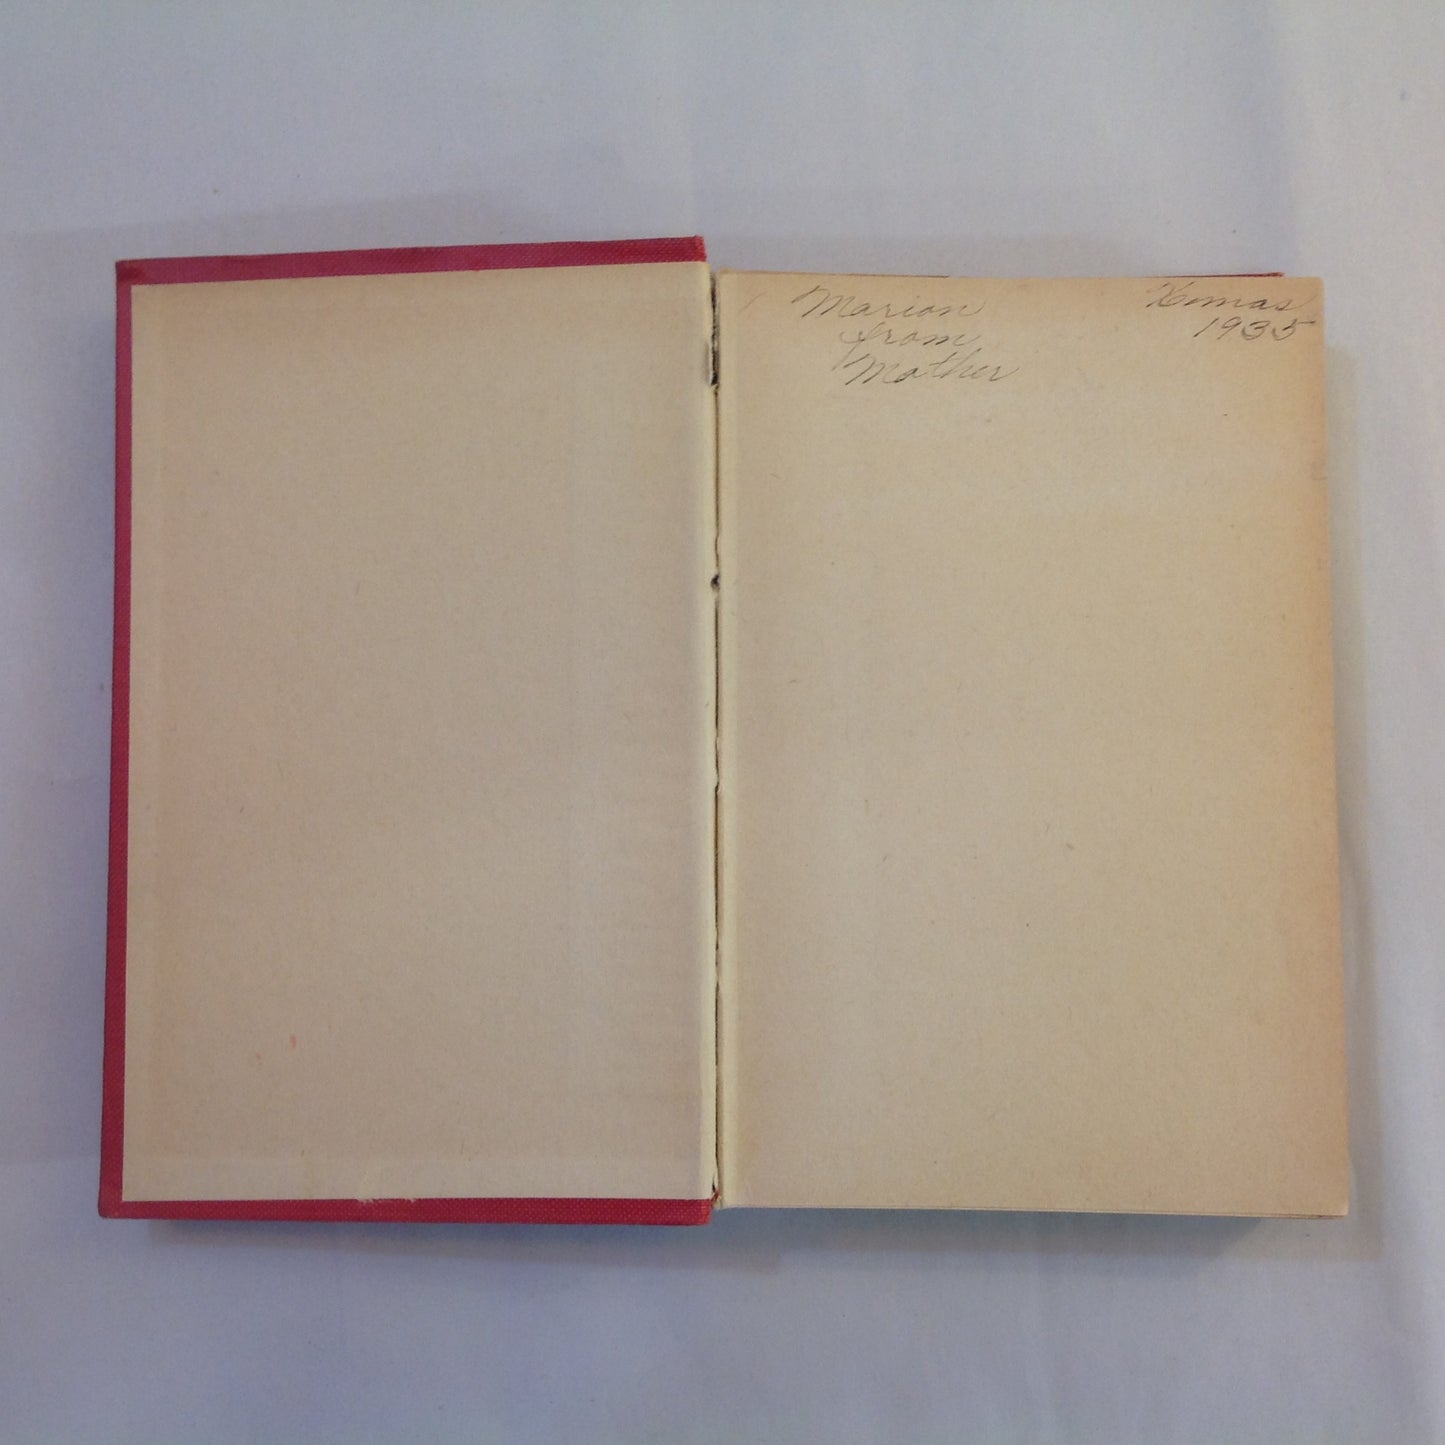 Marion
from
Mother
Xmas
1935